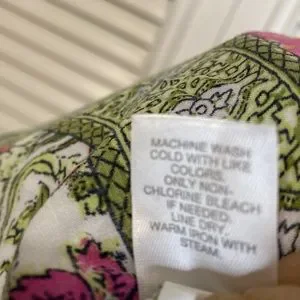 MACHINE WASH
COLD WITH LIKE
COLORS.
ONLY NON-
CHLORINE BLEACH
IF NEEDED.
LINE DRY.
WARM IRON WITH
STEAM.